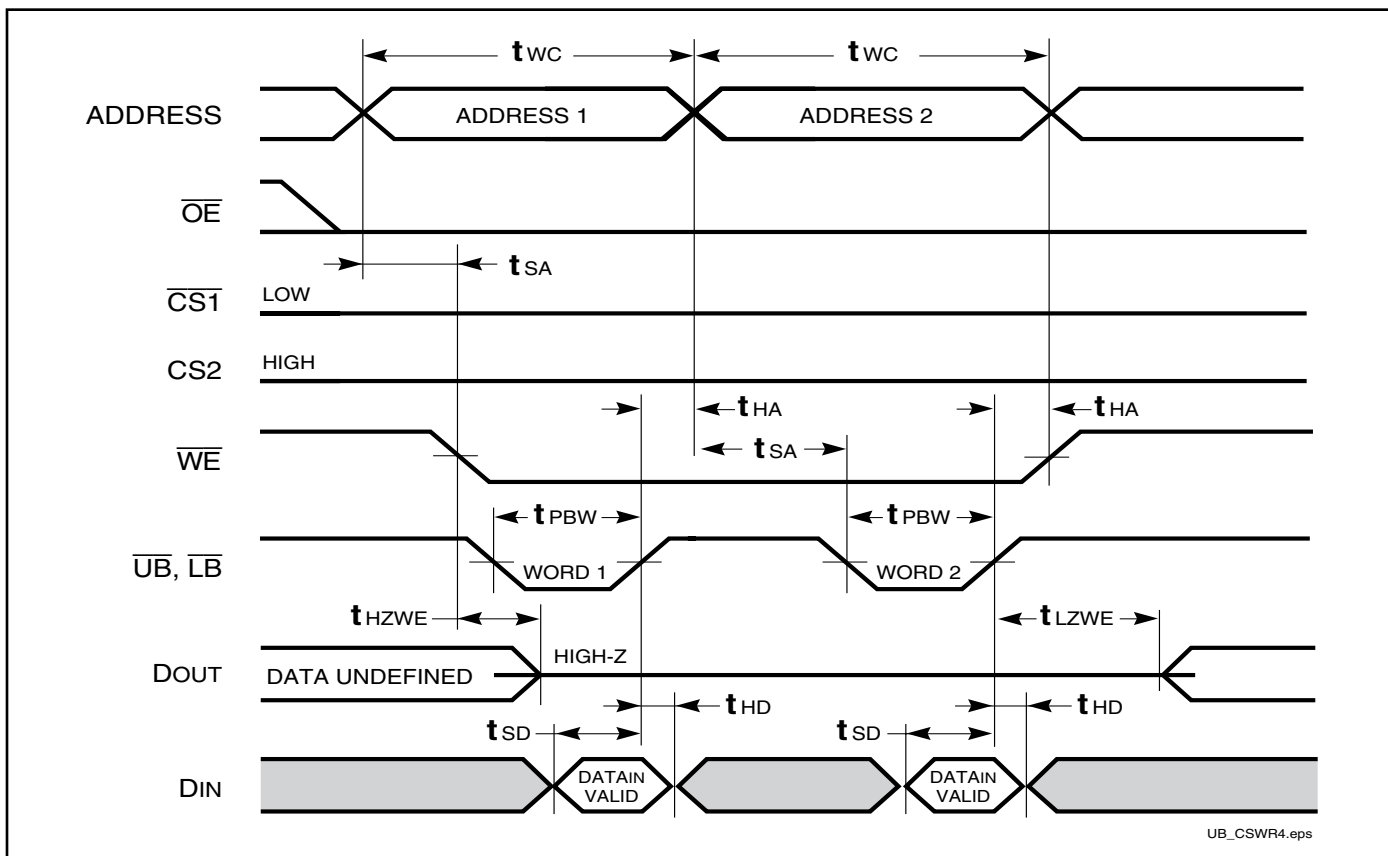 tWC tWC
ADDRESS ADDRESS 1 ADDRESS 2
OE
tSA
CS1 LOW
CS2 HIGH
tHA tHA
WE tSA
tPBW tPBW
UB, LB WORD 1 WORD 2
tHZWE tLZWE
DOUT DATA UNDEFINED HIGH-Z
tHD tHD
tSD tSD
DIN DATAIN VALID DATAIN VALID
UB_CSWR4.eps